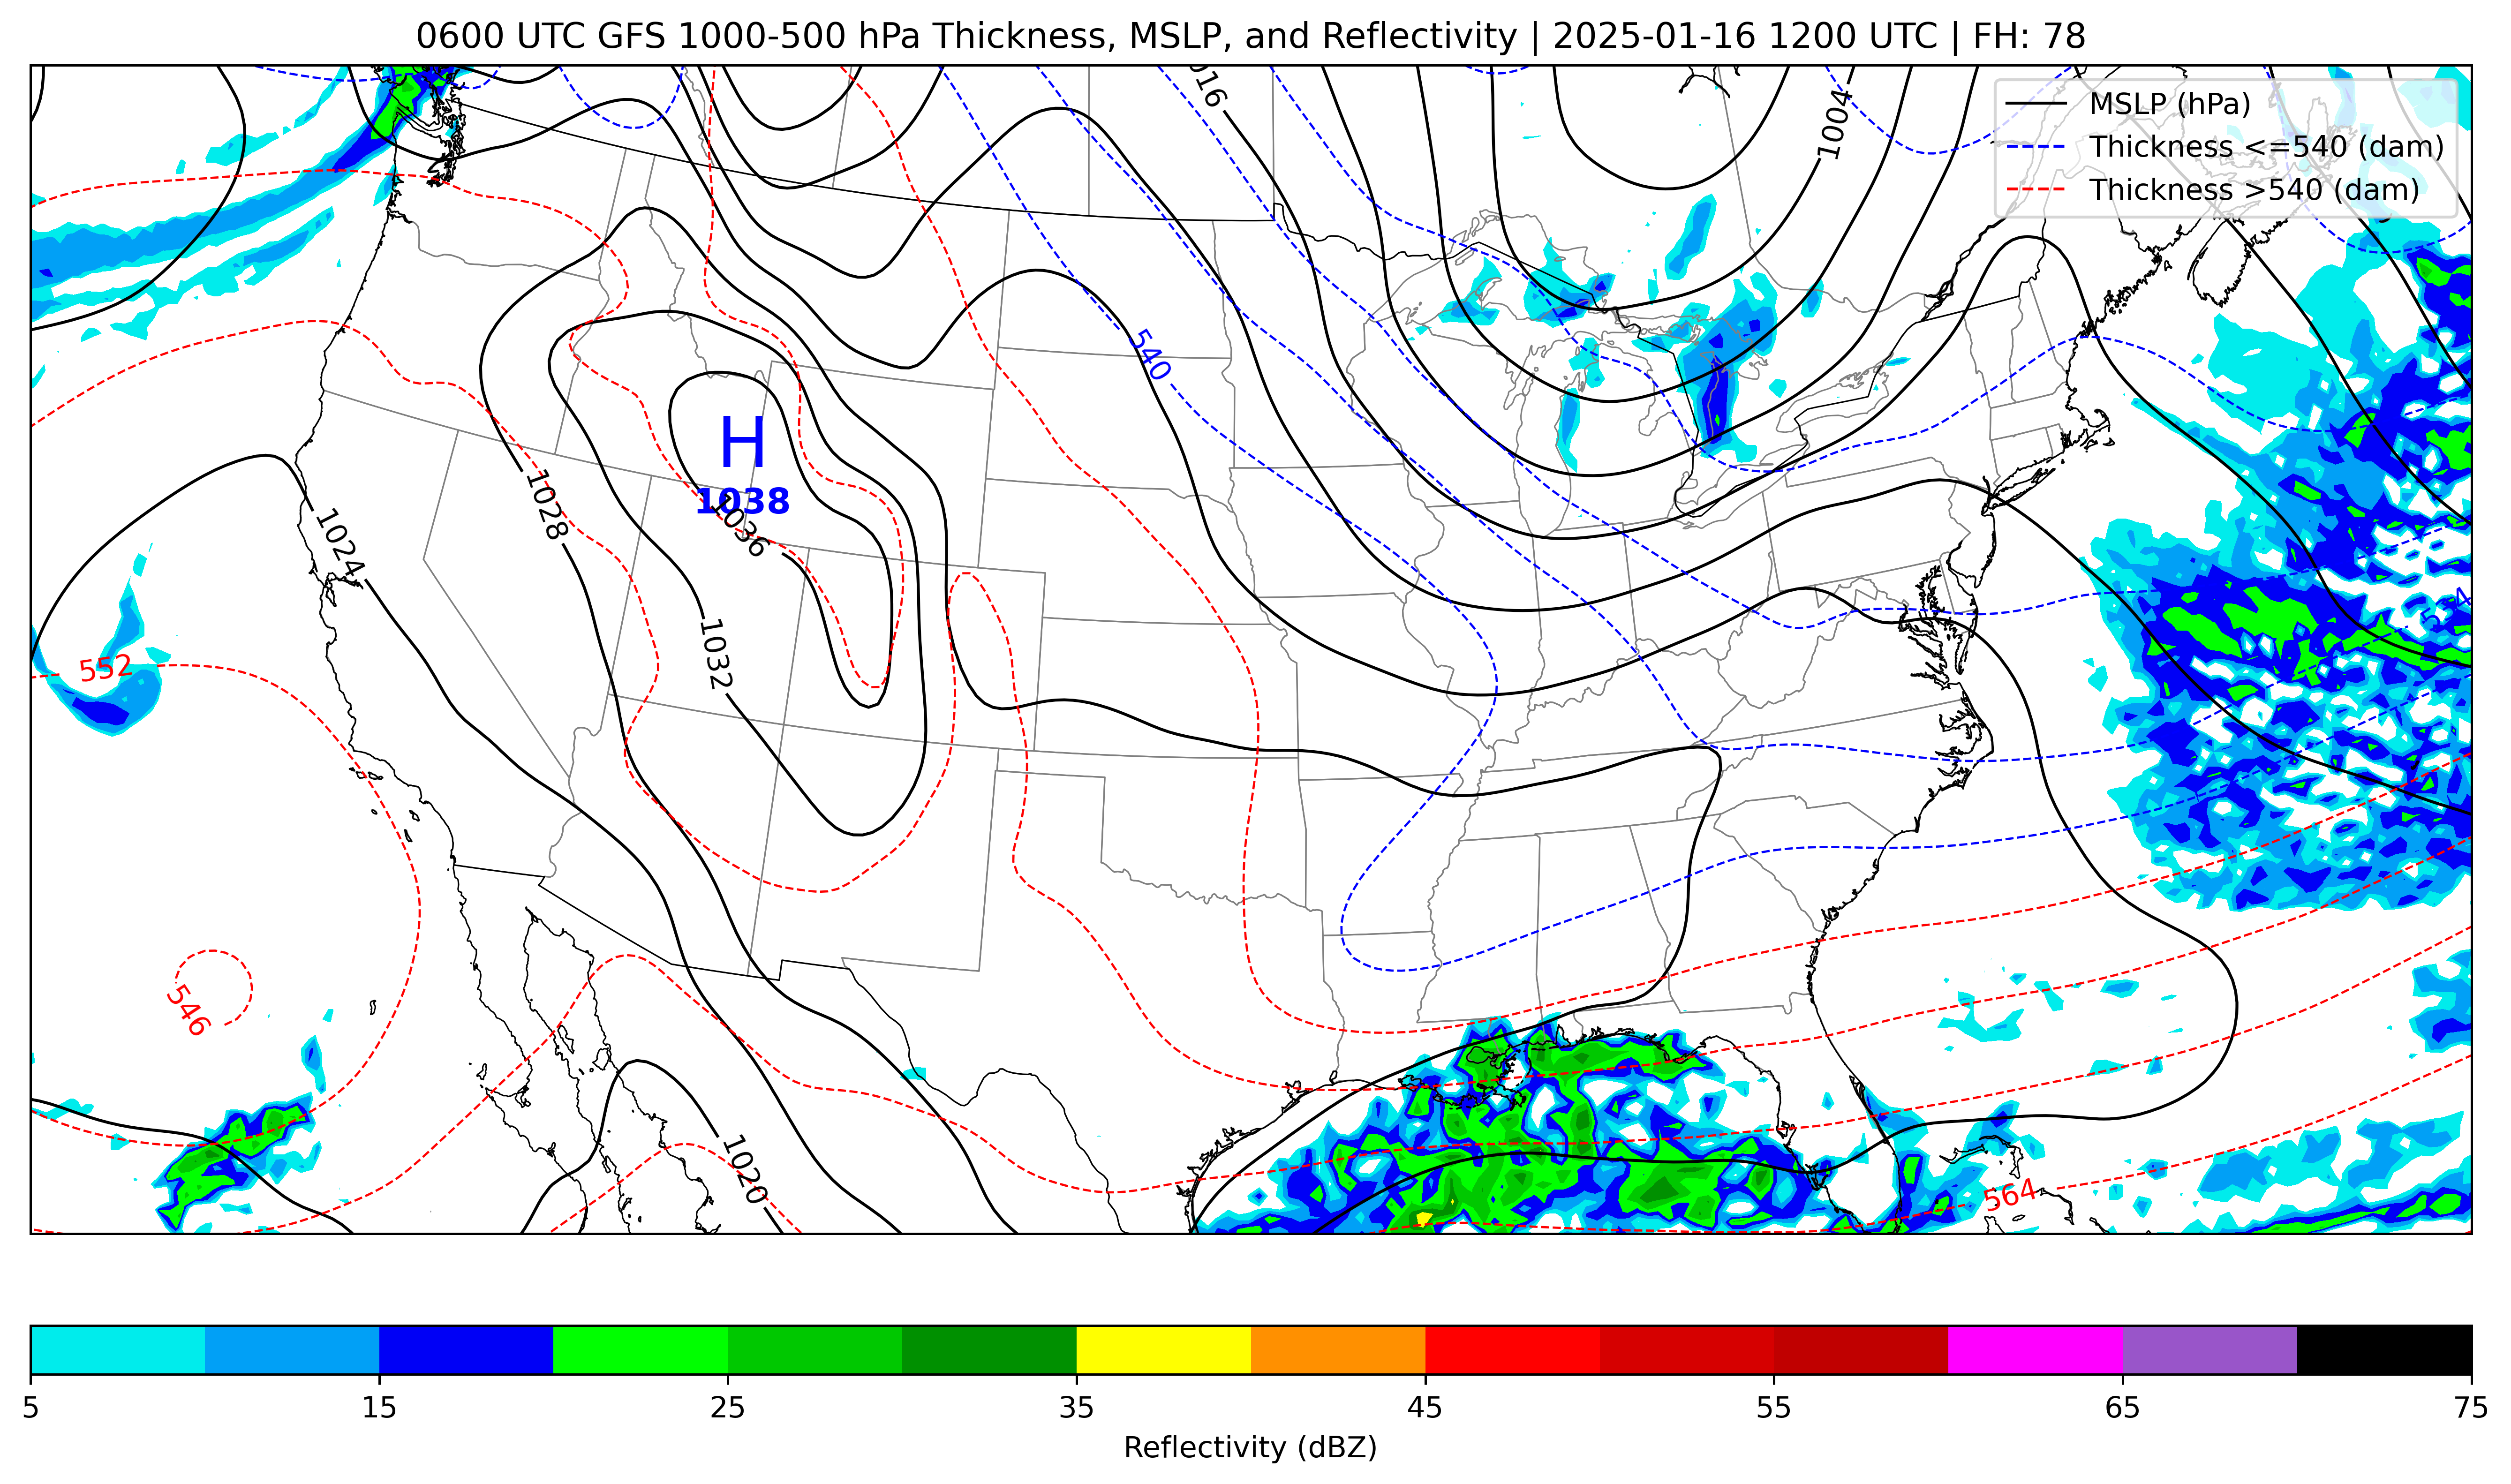 0600 UTC GFS 1000-500 hPa Thickness, MSLP, and Reflectivity | 2025-01-16 1200 UTC | FH: 78
MSLP (hPa)
Thickness <=540 (dam)
Thickness >540 (dam)
1004
540
H
1038
1036
1028
1024
1032
552
546
1020
564
5 15 25 35 45 55 65 75
Reflectivity (dBZ)